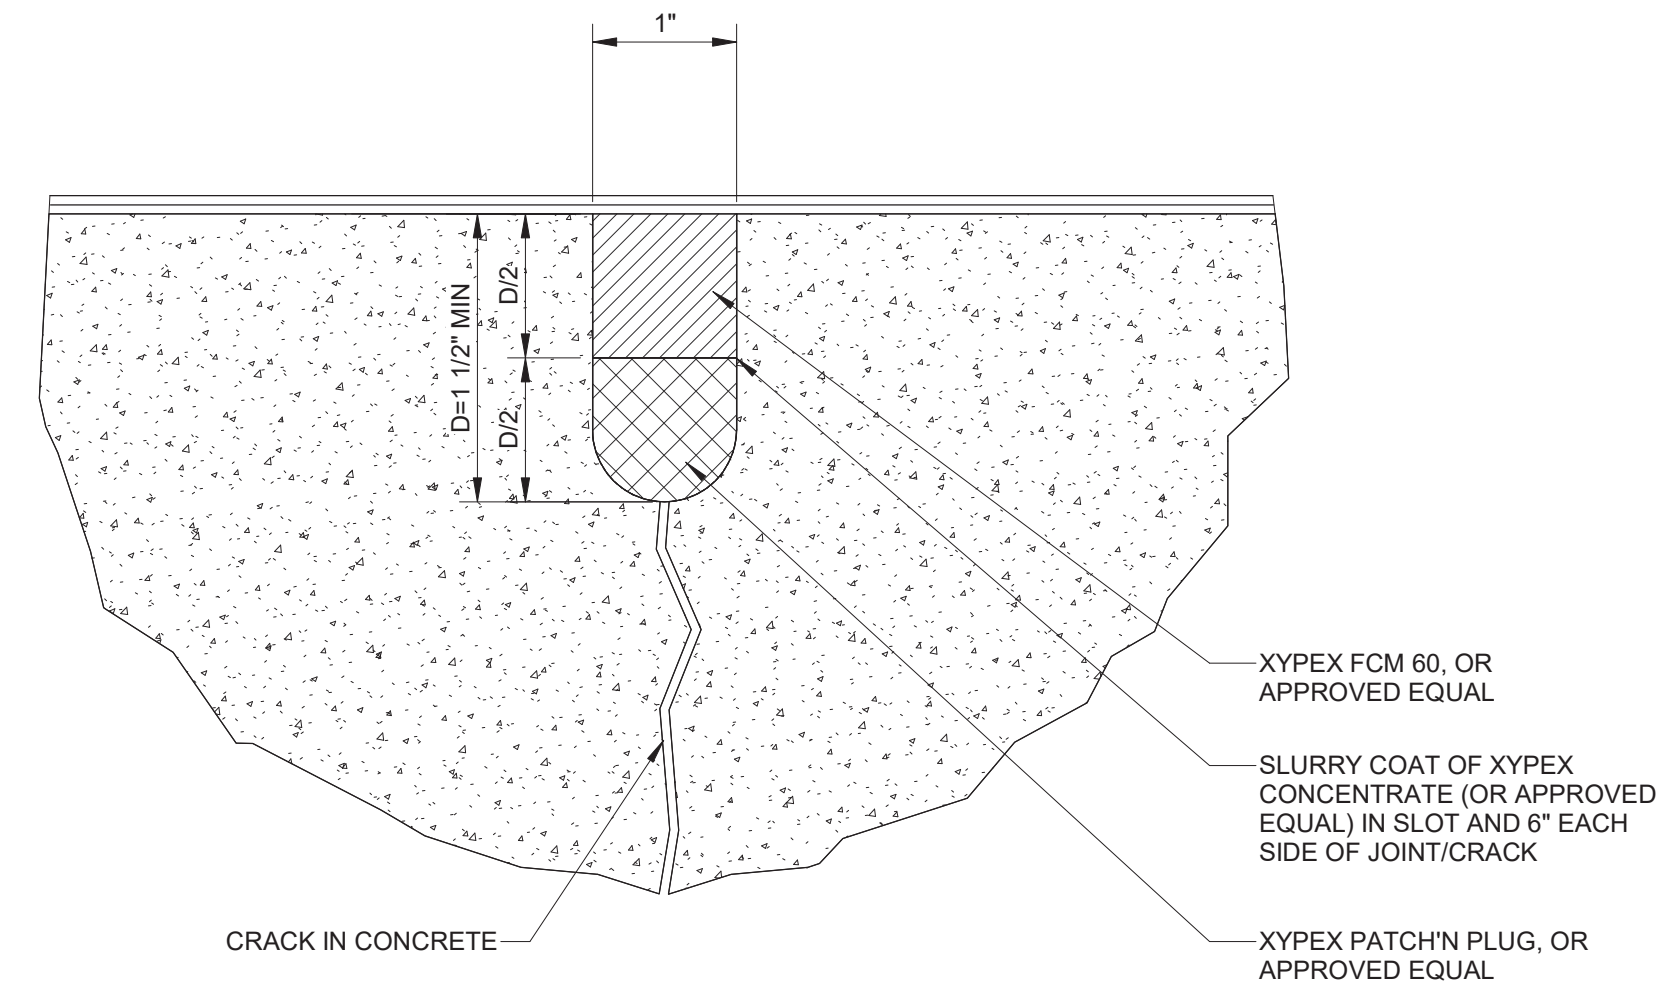 1"
D=1 1/2" MIN
D/2
D/2
XYPEX FCM 60, OR
APPROVED EQUAL
SLURRY COAT OF XYPEX
CONCENTRATE (OR APPROVED
EQUAL) IN SLOT AND 6" EACH
SIDE OF JOINT/CRACK
CRACK IN CONCRETE
XYPEX PATCH'N PLUG, OR
APPROVED EQUAL